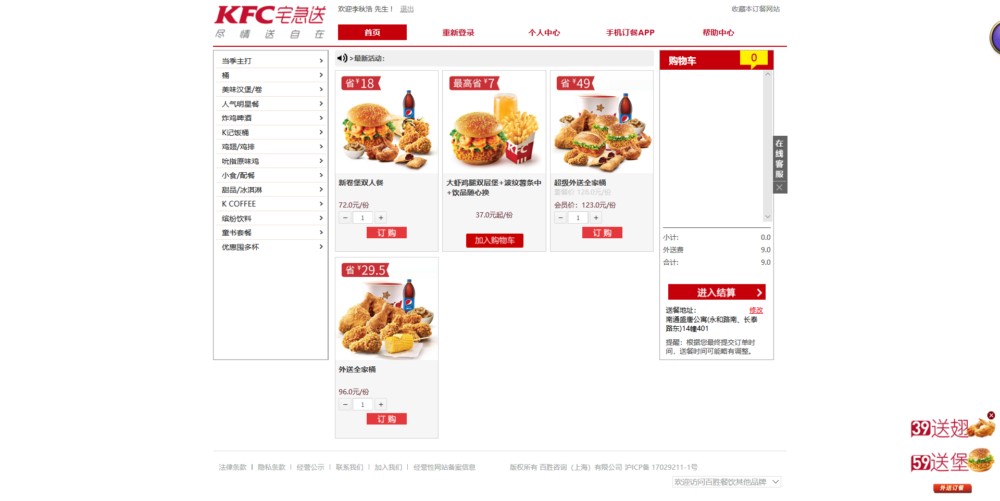 KFC宅急送
尽情送自在
欢迎李秋浩 先生！ 退出
收藏本订餐网站
首页 重新登录 个人中心 手机订餐APP 帮助中心
当季主打
桶
美味汉堡/卷
人气明星餐
炸鸡啤酒
K记饭桶
鸡翅/鸡排
吮指原味鸡
小食/配餐
甜品/冰淇淋
K COFFEE
缤纷饮料
童书套餐
优惠囤多杯
>最新活动：
省¥18
新卷堡双人餐
72.0元/份
− 1 +
订 购
最高省¥7
KFC
大虾鸡腿双层堡+波纹薯条中
+饮品随心换
37.0元起/份
加入购物车
省¥49
超级外送全家桶
套餐价 128.0元/份
会员价：123.0元/份
− 1 +
订 购
省¥29.5
外送全家桶
96.0元/份
− 1 +
订 购
购物车
0
小计: 0.0
外送费 9.0
合计: 9.0
进入结算
送餐地址： 修改
南通盛唐公寓(永和路南、长泰
路东)14幢401
提醒：根据您最终提交订单时
间，送餐时间可能略有调整。
在线客服
39送翅
59送堡
外送订餐
法律条款 | 隐私条款 | 经营公示 | 联系我们 | 加入我们 | 经营性网站备案信息
版权所有 百胜咨询（上海）有限公司 沪ICP备 17029211-1号
欢迎访问百胜餐饮其他品牌